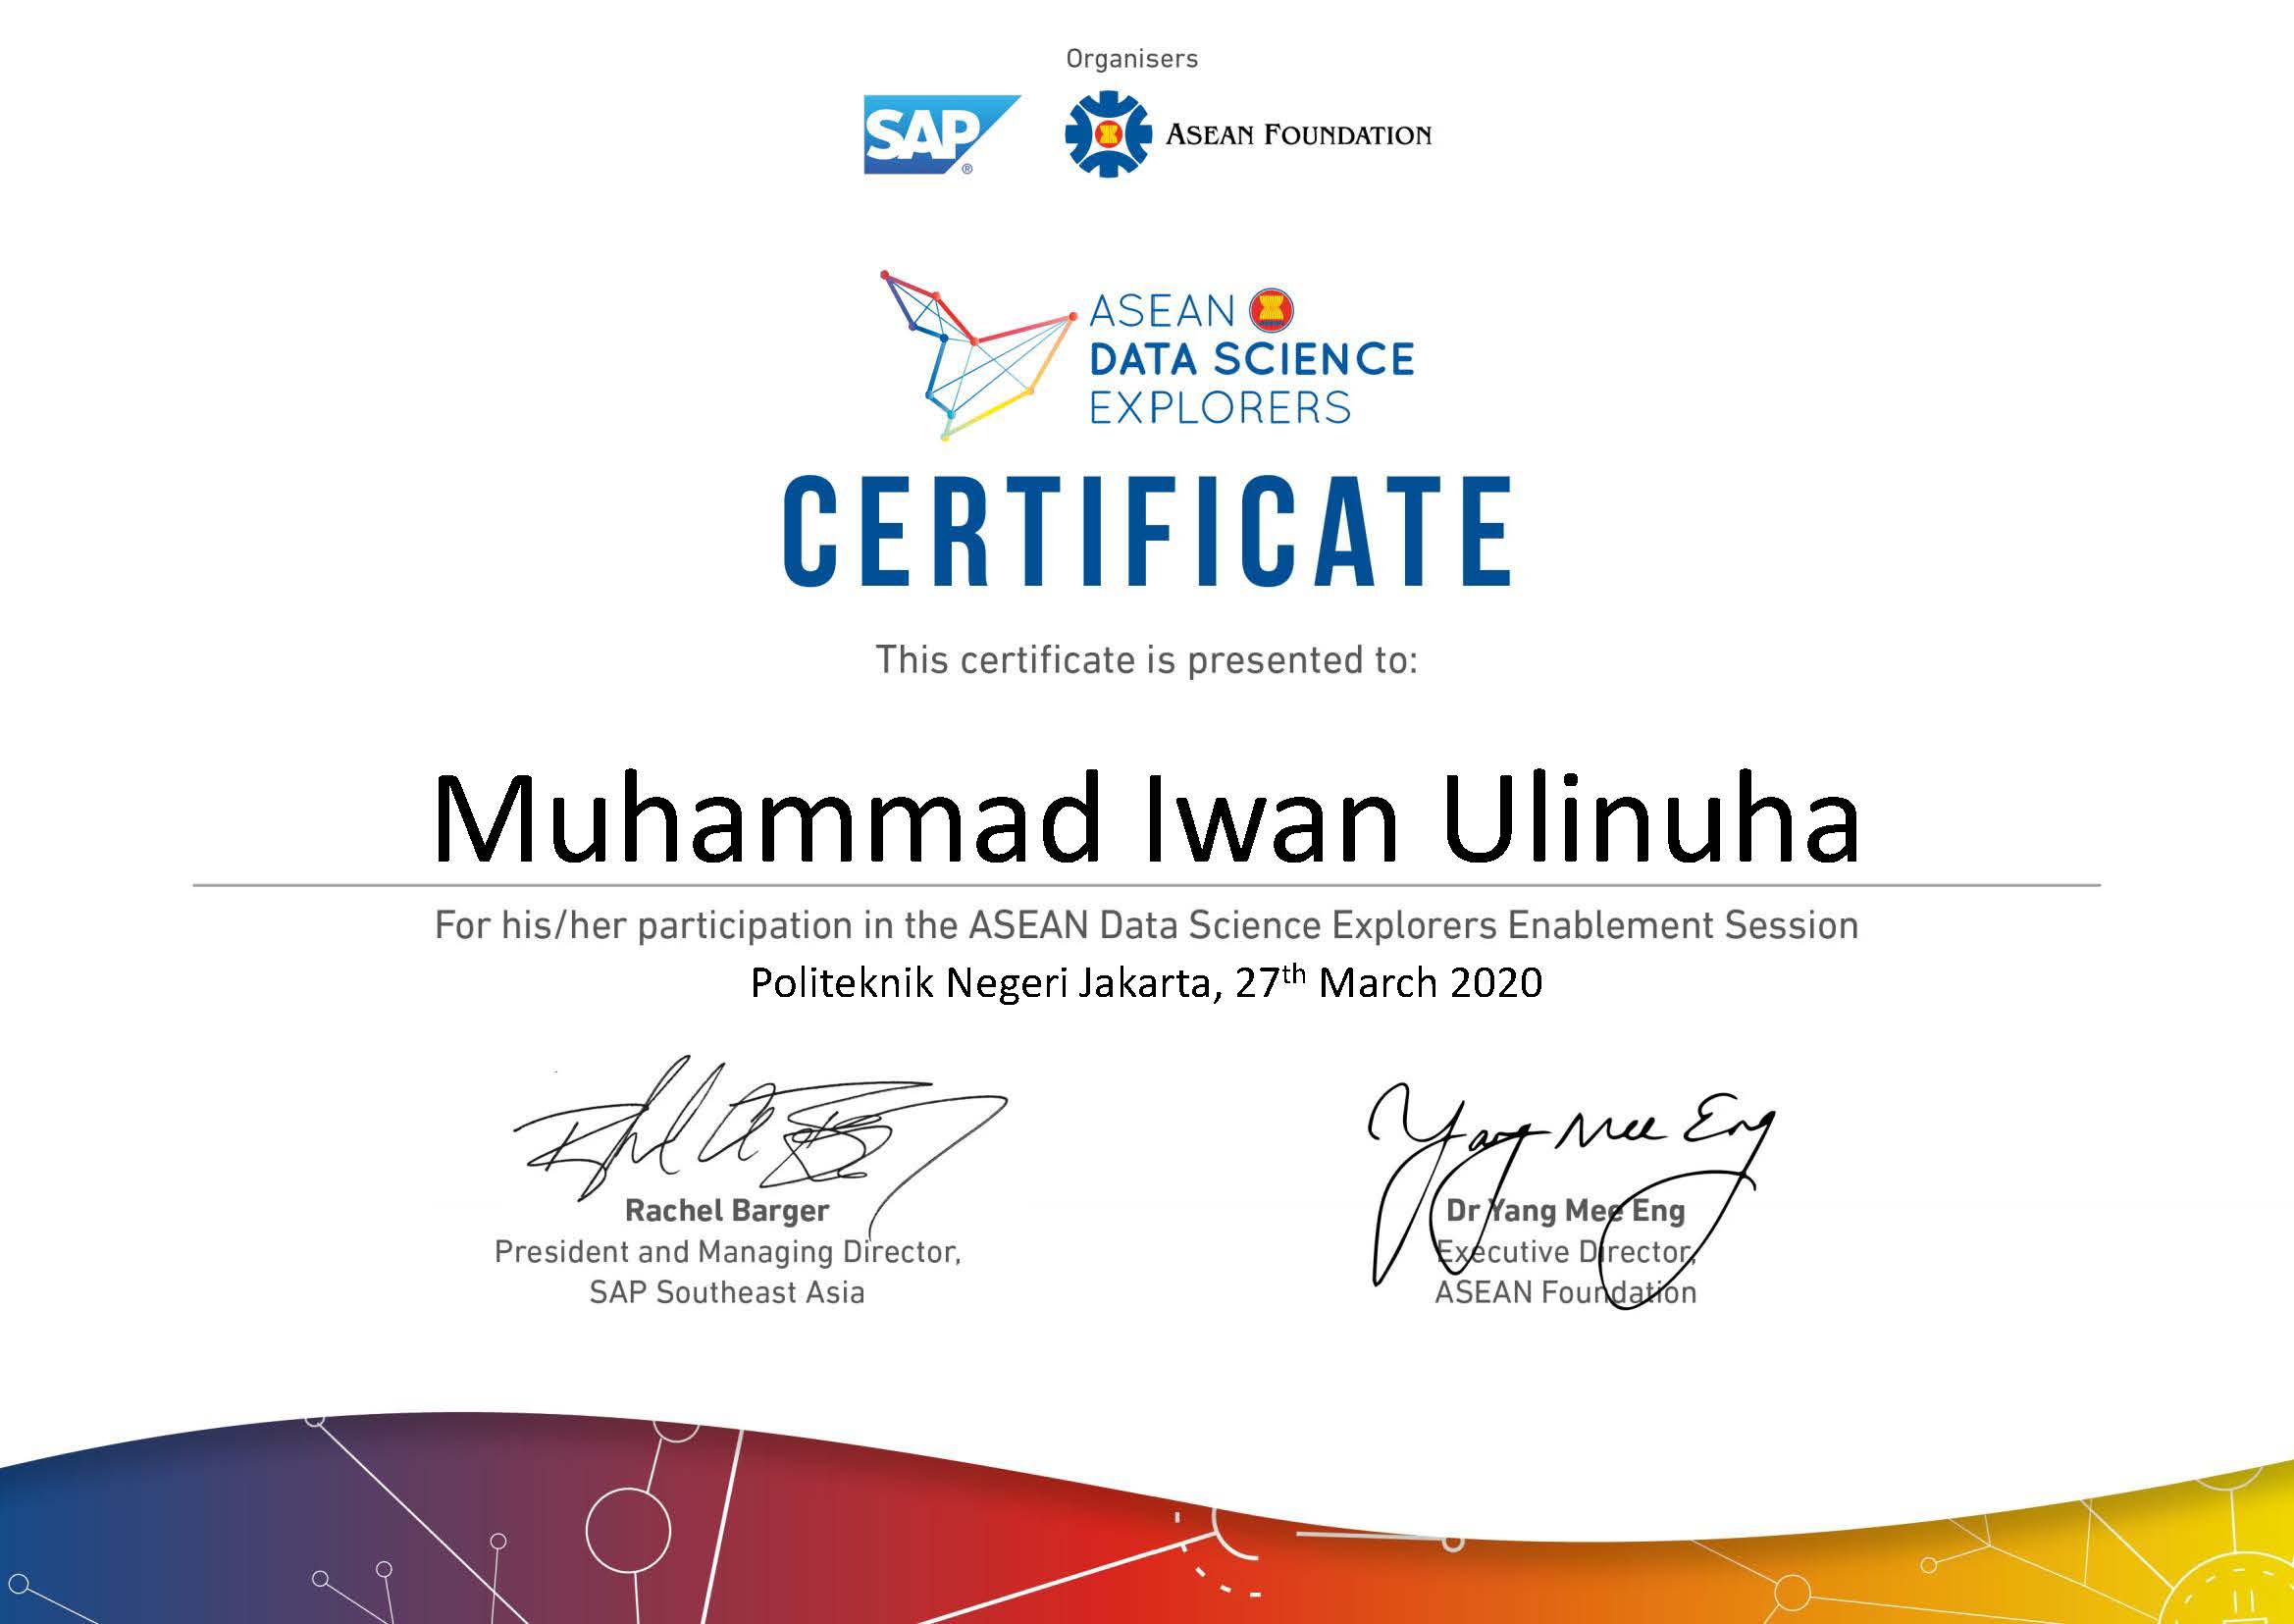 Organisers
SAP ®
ASEAN FOUNDATION
ASEAN
DATA SCIENCE
EXPLORERS
CERTIFICATE
This certificate is presented to:
Muhammad Iwan Ulinuha
For his/her participation in the ASEAN Data Science Explorers Enablement Session
Politeknik Negeri Jakarta, 27th March 2020
Yang Mee Eng
Rachel Barger
President and Managing Director,
SAP Southeast Asia
Dr Yang Mee Eng
Executive Director,
ASEAN Foundation